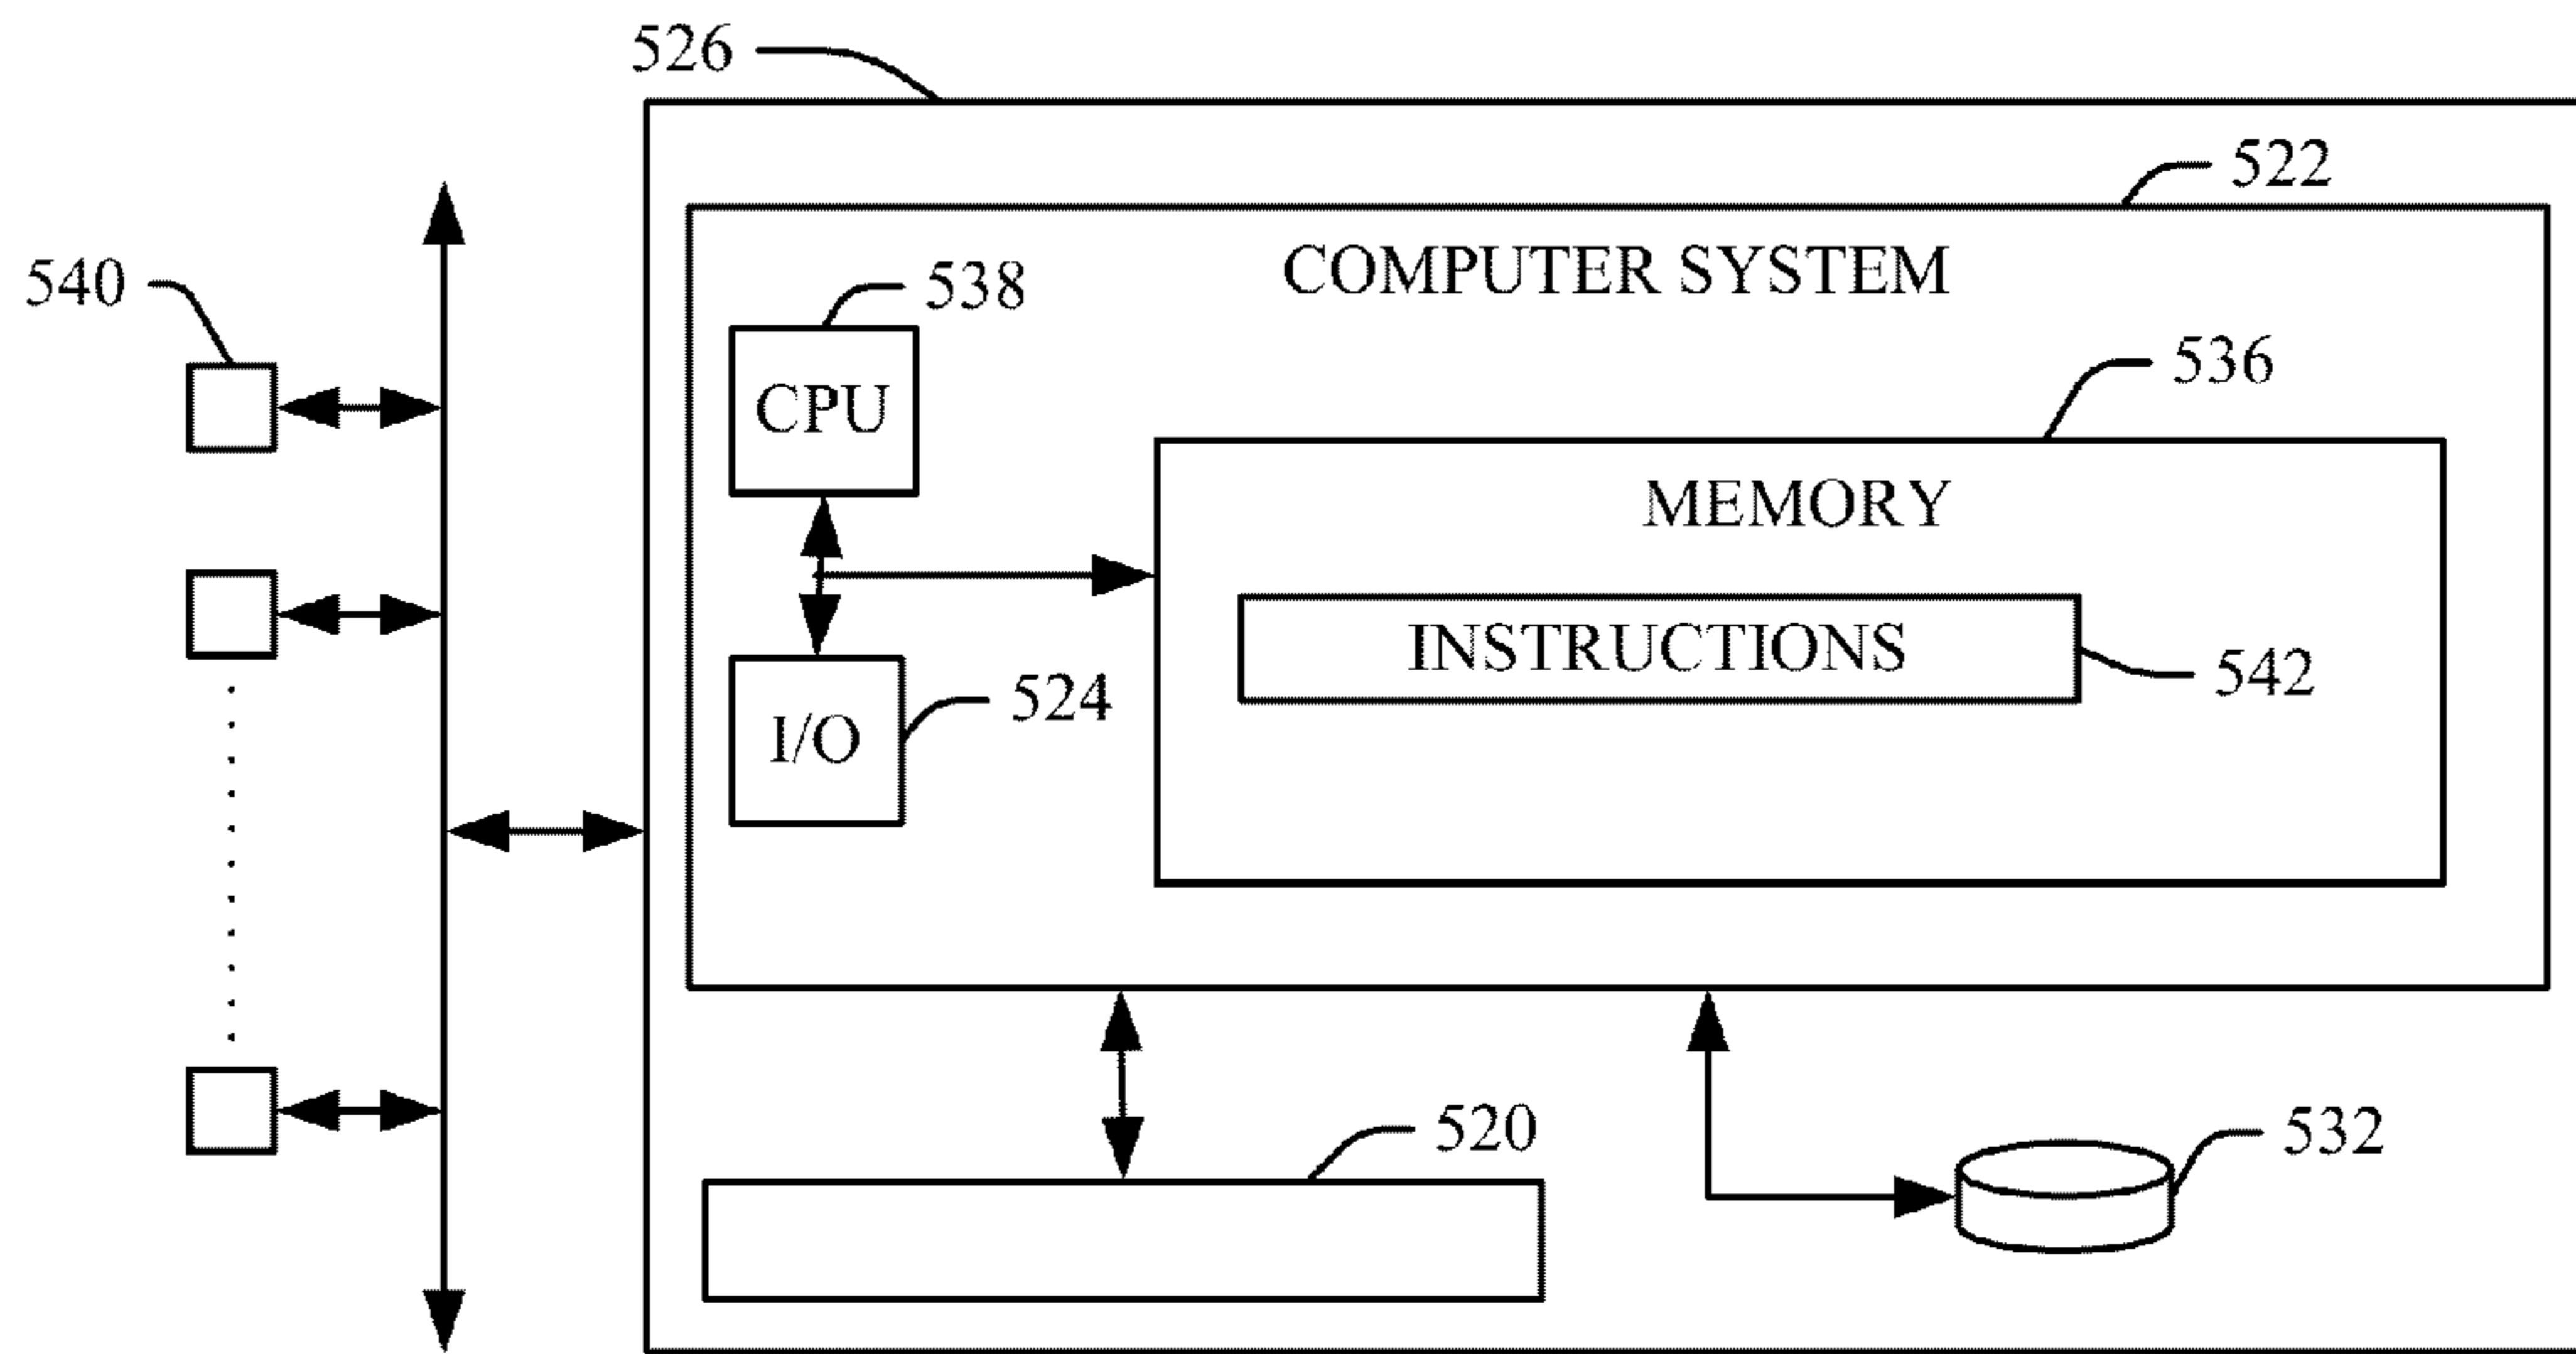 526
522
COMPUTER SYSTEM
540
538
536
CPU
MEMORY
INSTRUCTIONS
542
524
I/O
520
532